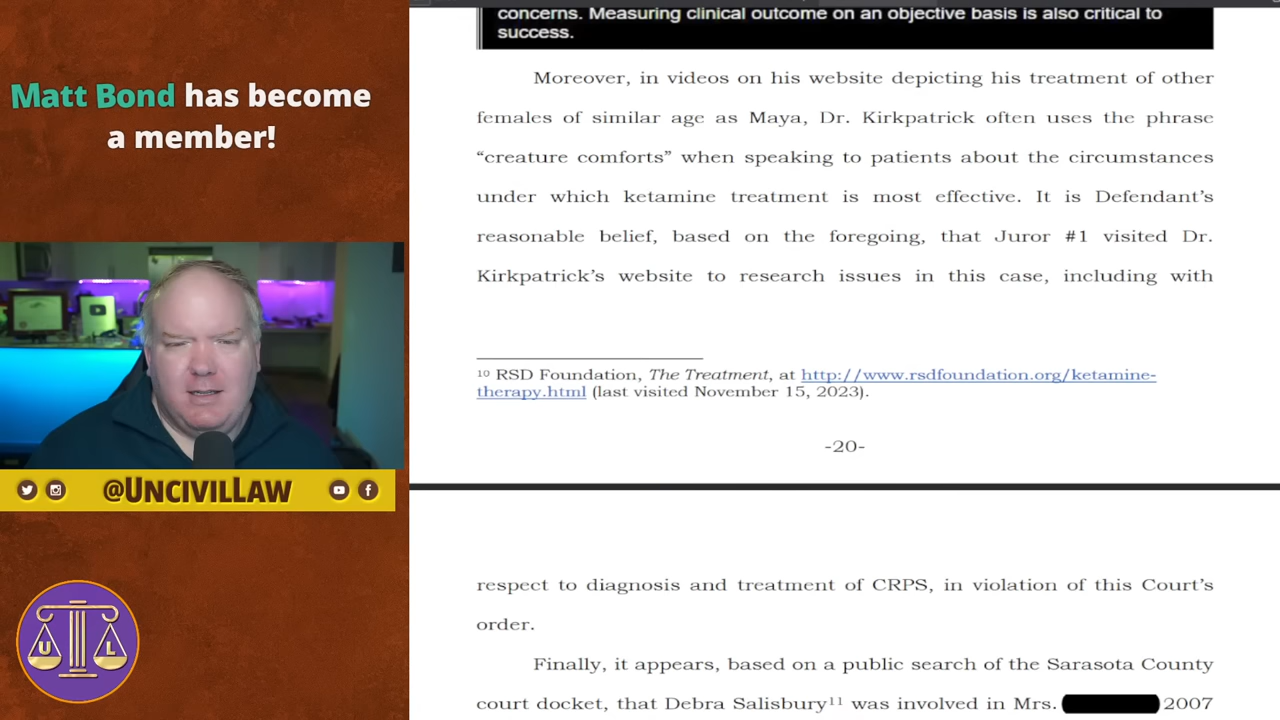 Matt Bond has become
a member!
@UNCIVILLAW
U L
concerns. Measuring clinical outcome on an objective basis is also critical to
success.
Moreover, in videos on his website depicting his treatment of other
females of similar age as Maya, Dr. Kirkpatrick often uses the phrase
“creature comforts” when speaking to patients about the circumstances
under which ketamine treatment is most effective. It is Defendant’s
reasonable belief, based on the foregoing, that Juror #1 visited Dr.
Kirkpatrick’s website to research issues in this case, including with
10 RSD Foundation, The Treatment, at http://www.rsdfoundation.org/ketamine-
therapy.html (last visited November 15, 2023).
-20-
respect to diagnosis and treatment of CRPS, in violation of this Court’s
order.
Finally, it appears, based on a public search of the Sarasota County
court docket, that Debra Salisbury11 was involved in Mrs. 2007